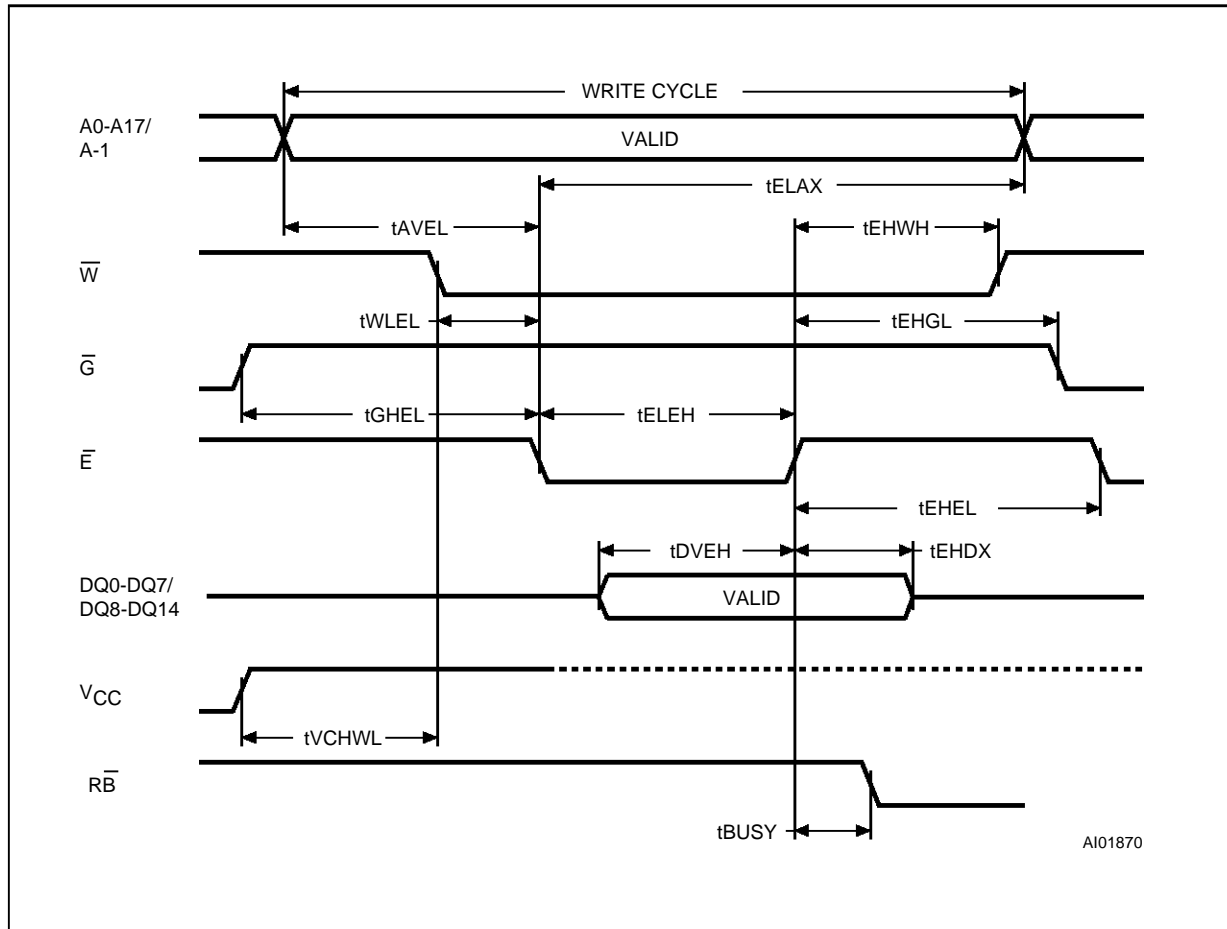 WRITE CYCLE
A0-A17/
A-1
VALID
tELAX
tAVEL
tEHWH
W̅
tWLEL
tEHGL
G̅
tGHEL
tELEH
E̅
tEHEL
tDVEH
tEHDX
DQ0-DQ7/
DQ8-DQ14
VALID
VCC
tVCHWL
RB̅
tBUSY
AI01870